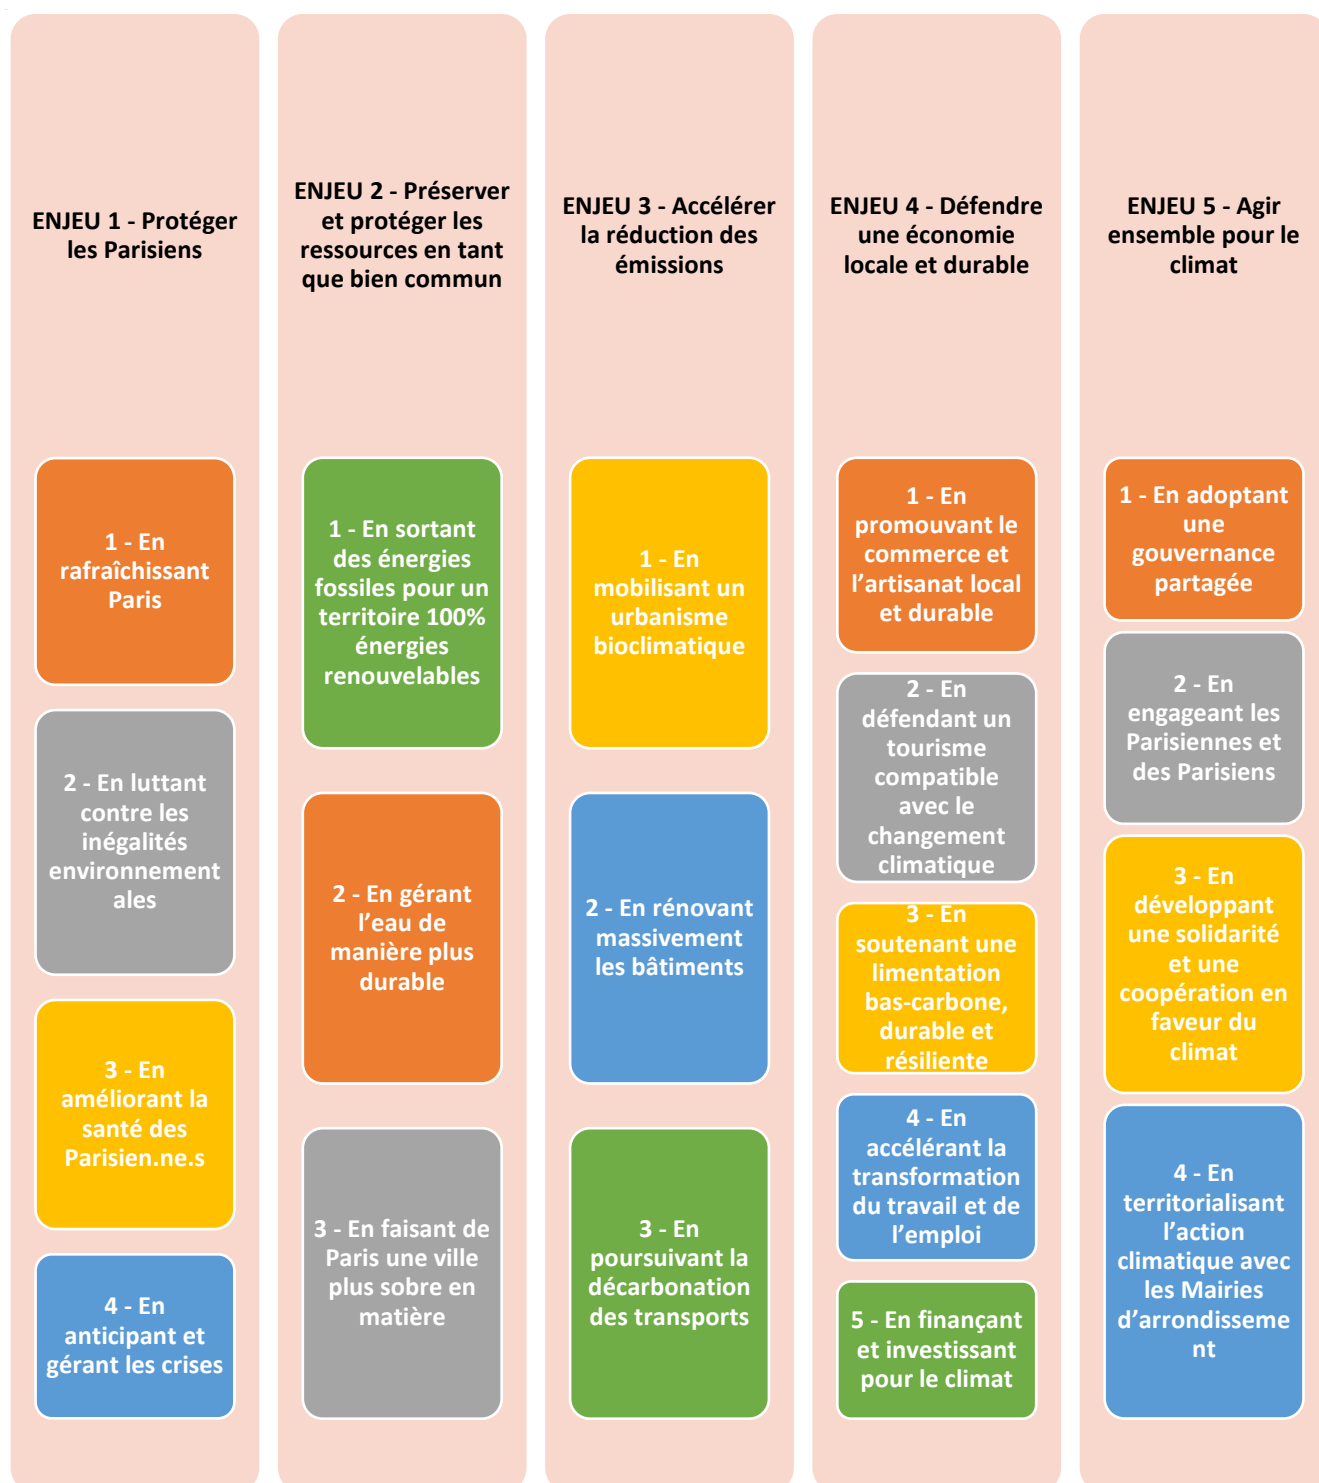 ENJEU 1 - Protéger
les Parisiens
1 - En
rafraîchissant
Paris
2 - En luttant
contre les
inégalités
environnement
ales
3 - En
améliorant la
santé des
Parisien.ne.s
4 - En
anticipant et
gérant les crises
ENJEU 2 - Préserver
et protéger les
ressources en tant
que bien commun
1 - En sortant
des énergies
fossiles pour un
territoire 100%
énergies
renouvelables
2 - En gérant
l’eau de
manière plus
durable
3 - En faisant de
Paris une ville
plus sobre en
matière
ENJEU 3 - Accélérer
la réduction des
émissions
1 - En
mobilisant un
urbanisme
bioclimatique
2 - En rénovant
massivement
les bâtiments
3 - En
poursuivant la
décarbonation
des transports
ENJEU 4 - Défendre
une économie
locale et durable
1 - En
promouvant le
commerce et
l’artisanat local
et durable
2 - En
défendant un
tourisme
compatible
avec le
changement
climatique
3 - En
soutenant une
limentation
bas-carbone,
durable et
résiliente
4 - En
accélérant la
transformation
du travail et de
l’emploi
5 - En finançant
et investissant
pour le climat
ENJEU 5 - Agir
ensemble pour le
climat
1 - En adoptant
une
gouvernance
partagée
2 - En
engageant les
Parisiennes et
des Parisiens
3 - En
développant
une solidarité
et une
coopération en
faveur du
climat
4 - En
territorialisant
l’action
climatique avec
les Mairies
d’arrondisseme
nt